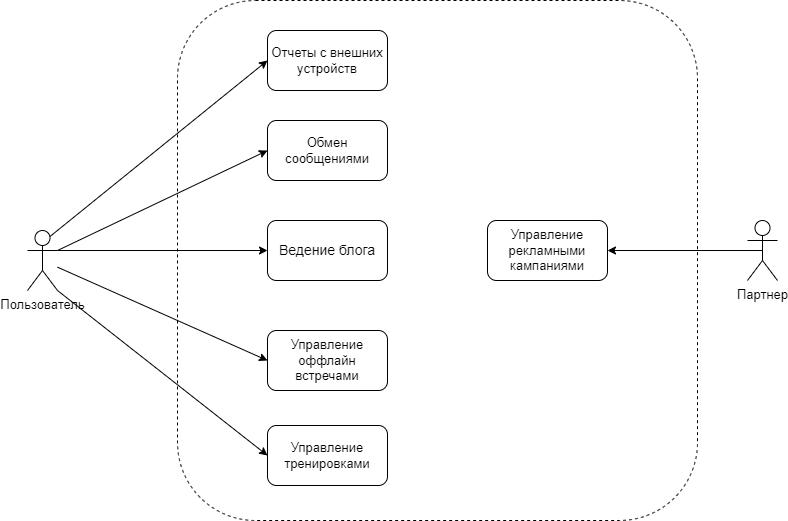 Отчеты с внешних
устройств
Обмен
сообщениями
Ведение блога
Управление
рекламными
кампаниями
Пользователь
Партнер
Управление
оффлайн
встречами
Управление
тренировками